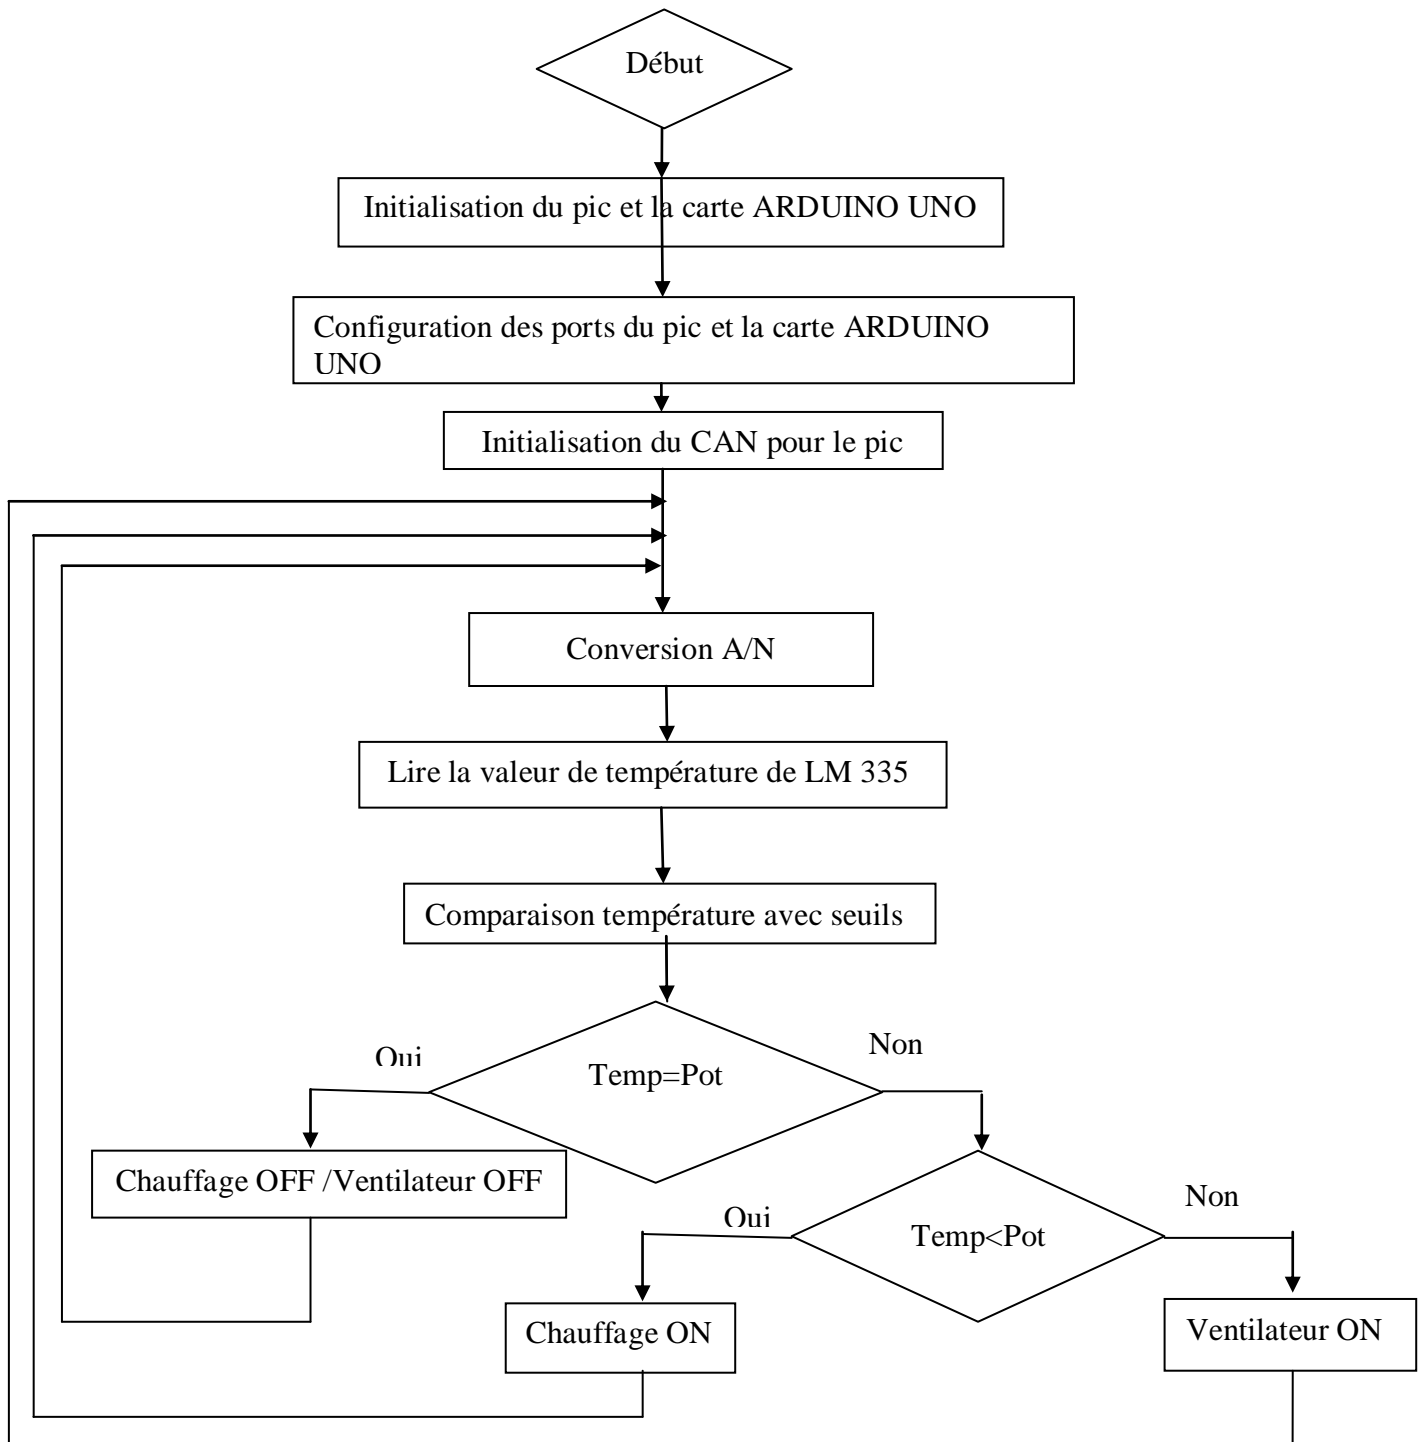 Début
Initialisation du pic et la carte ARDUINO UNO
Configuration des ports du pic et la carte ARDUINO
UNO
Initialisation du CAN pour le pic
Conversion A/N
Lire la valeur de température de LM 335
Comparaison température avec seuils
Oui
Non
Temp=Pot
Chauffage OFF /Ventilateur OFF
Oui
Non
Temp<Pot
Chauffage ON
Ventilateur ON